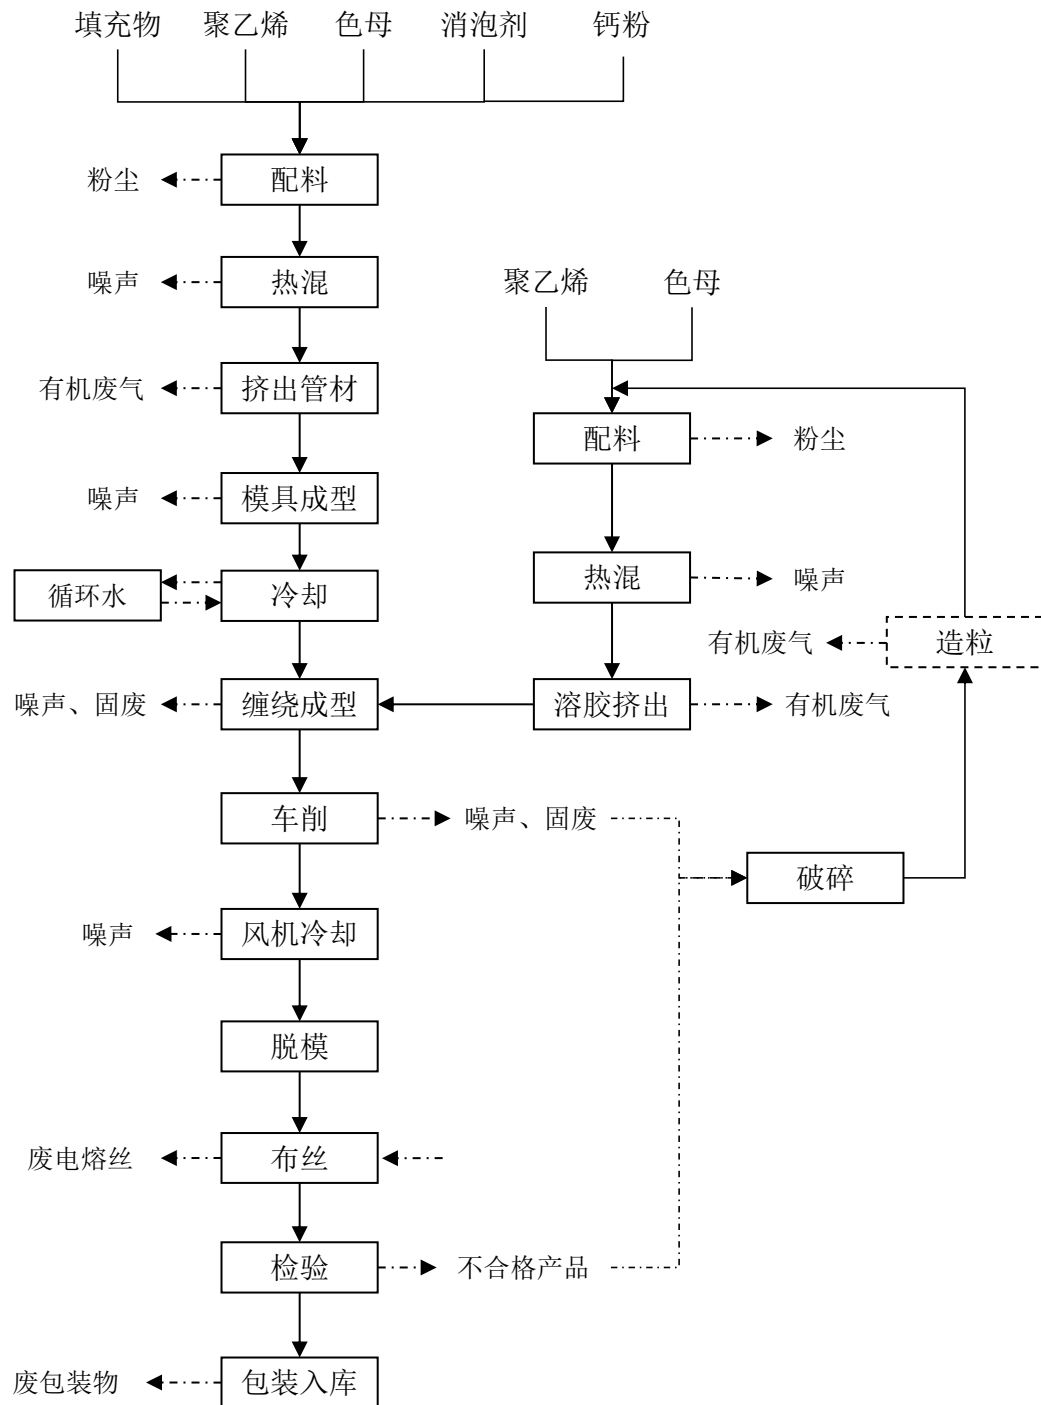 填充物 聚乙烯 色母 消泡剂 钙粉
粉尘 配料
噪声 热混 聚乙烯 色母
有机废气 挤出管材
配料 粉尘
噪声 模具成型
循环水 冷却 热混 噪声
有机废气 造粒
噪声、固废 缠绕成型 溶胶挤出 有机废气
车削 噪声、固废
破碎
噪声 风机冷却
脱模
废电熔丝 布丝
检验 不合格产品
废包装物 包装入库